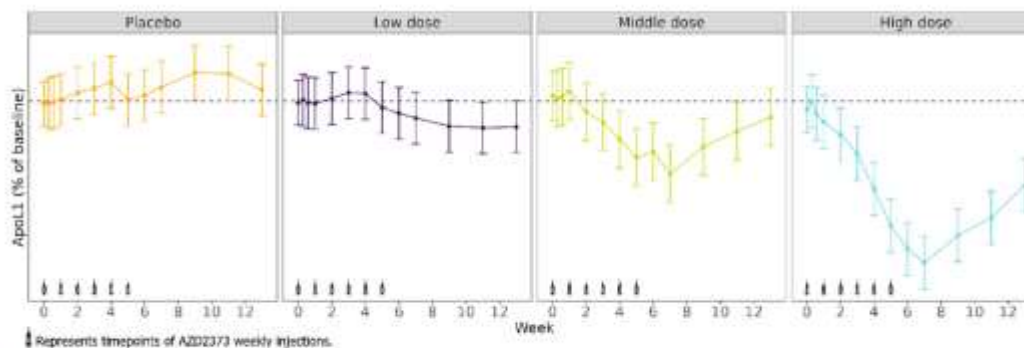 Placebo
Low dose
Middle dose
High dose
ApoL1 (% of baseline)
0 2 4 6 8 10 12
0 2 4 6 8 10 12
0 2 4 6 8 10 12
0 2 4 6 8 10 12
Week
Represents timepoints of AZD2373 weekly injections.